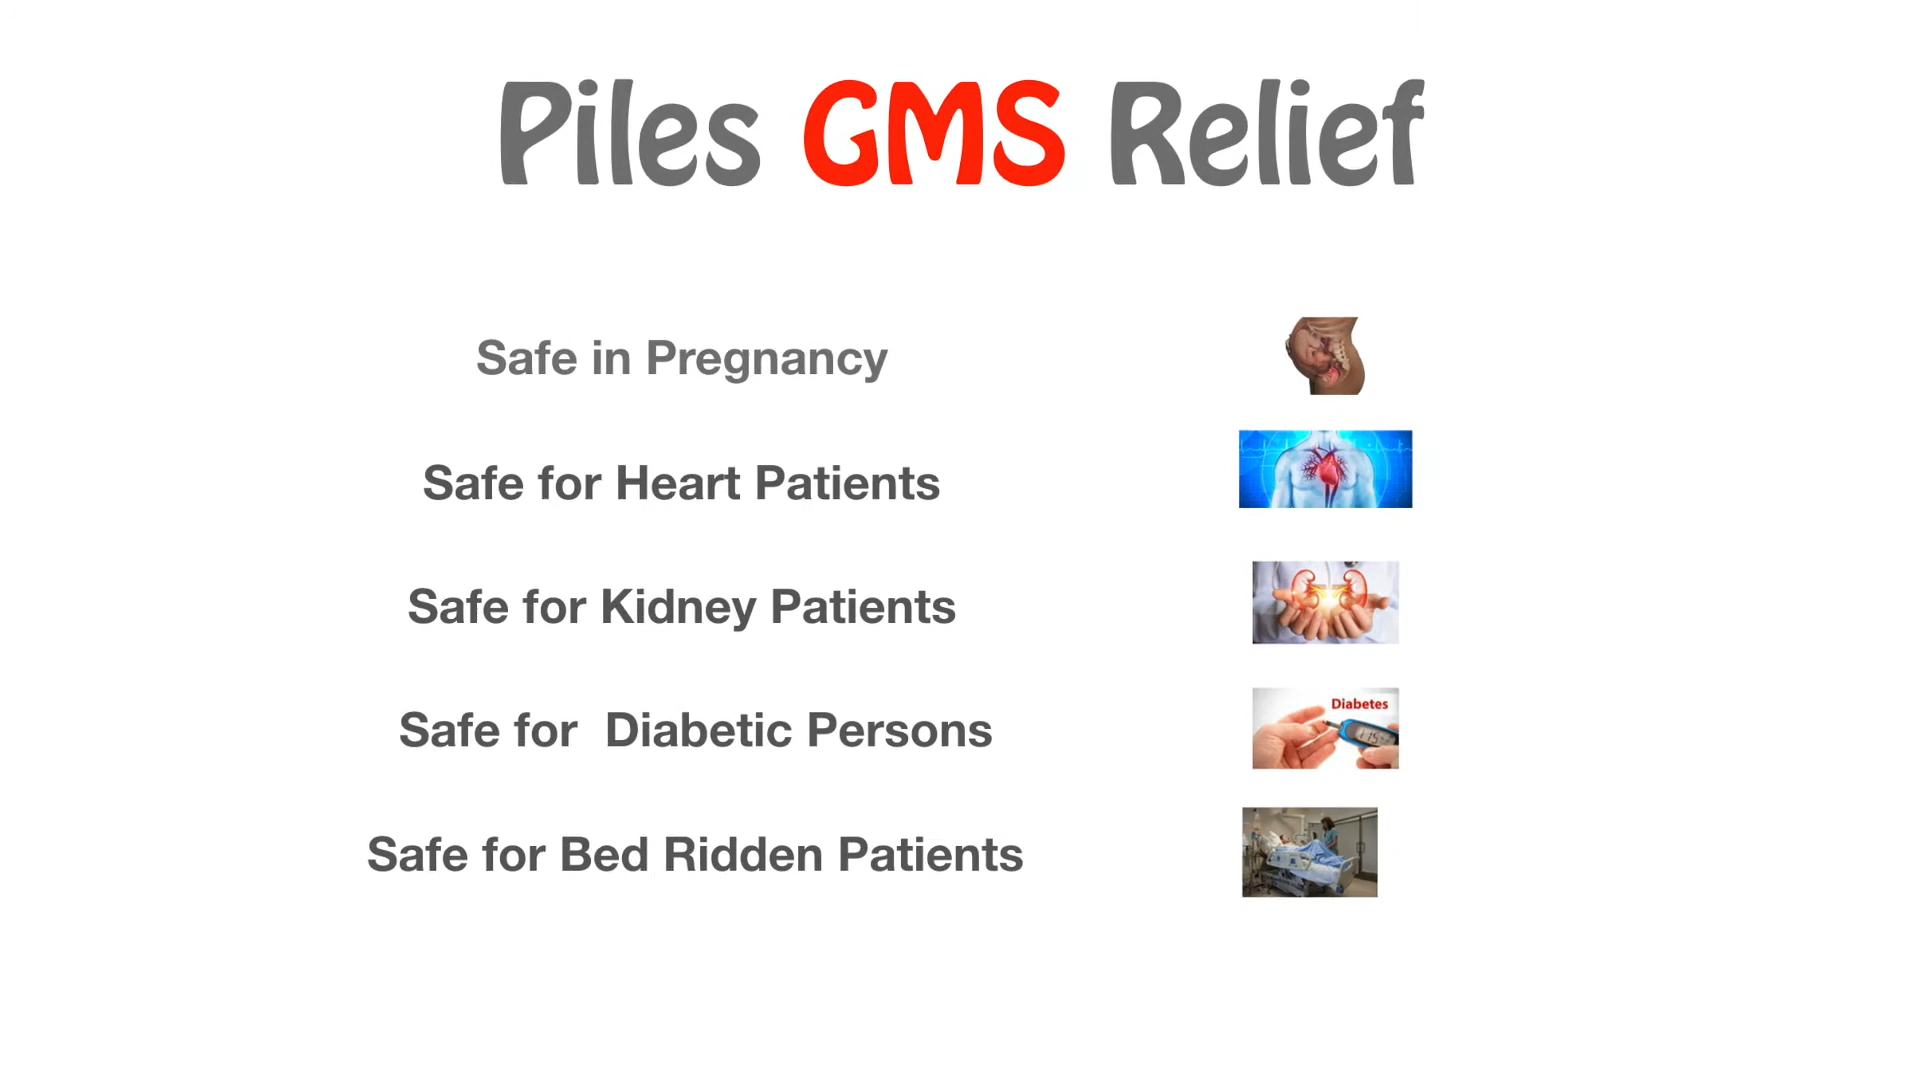 Piles GMS Relief
Safe in Pregnancy
Safe for Heart Patients
Safe for Kidney Patients
Safe for  Diabetic Persons
Diabetes
Safe for Bed Ridden Patients